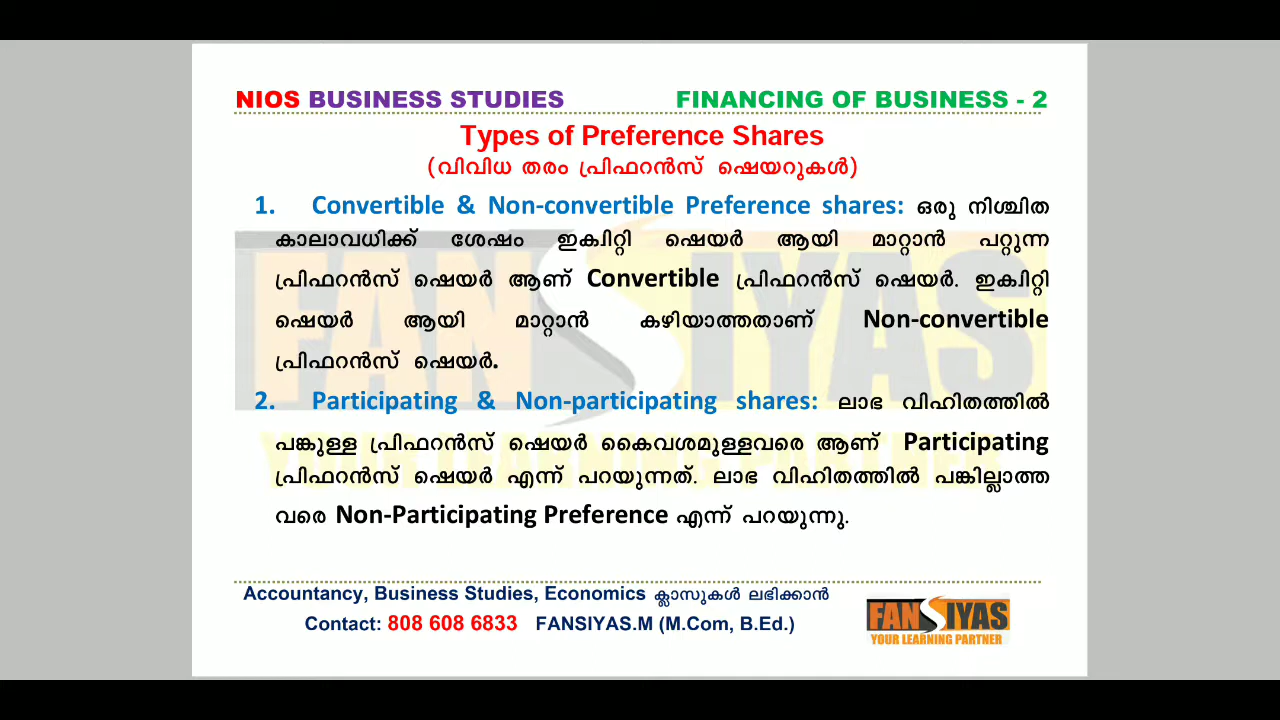 NIOS BUSINESS STUDIES FINANCING OF BUSINESS - 2
Types of Preference Shares
(വിവിധ തരം പ്രിഫറൻസ് ഷെയറുകൾ)
1. Convertible & Non-convertible Preference shares: ഒരു നിശ്ചിത
കാലാവധിക്ക് ശേഷം ഇക്വിറ്റി ഷെയർ ആയി മാറ്റാൻ പറ്റുന്ന
പ്രിഫറൻസ് ഷെയർ ആണ് Convertible പ്രിഫറൻസ് ഷെയർ. ഇക്വിറ്റി
ഷെയർ ആയി മാറ്റാൻ കഴിയാത്തതാണ് Non-convertible
പ്രിഫറൻസ് ഷെയർ.
2. Participating & Non-participating shares: ലാഭ വിഹിതത്തിൽ
പങ്കുള്ള പ്രിഫറൻസ് ഷെയർ കൈവശമുള്ളവരെ ആണ് Participating
പ്രിഫറൻസ് ഷെയർ എന്ന് പറയുന്നത്. ലാഭ വിഹിതത്തിൽ പങ്കില്ലാത്ത
വരെ Non-Participating Preference എന്ന് പറയുന്നു.
FANSIYAS
YOUR LEARNING PARTNER
Accountancy, Business Studies, Economics ക്ലാസുകൾ ലഭിക്കാൻ
Contact: 808 608 6833 FANSIYAS.M (M.Com, B.Ed.)
FANSIYAS
YOUR LEARNING PARTNER